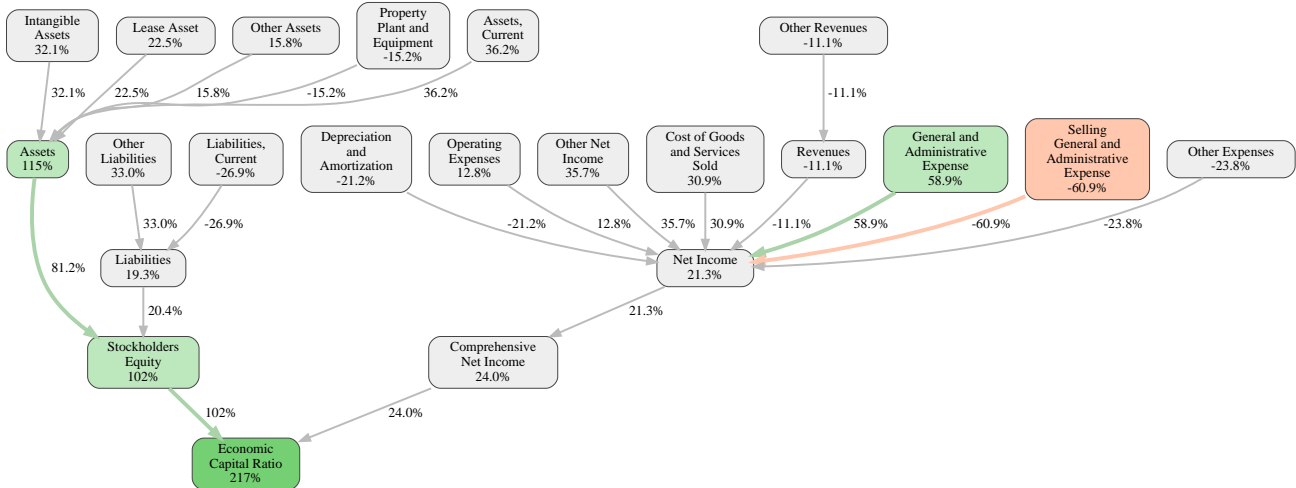 Intangible
Assets
32.1%
Lease Asset
22.5%
Other Assets
15.8%
Property
Plant and
Equipment
-15.2%
Assets,
Current
36.2%
Other Revenues
-11.1%
32.1%
22.5%
15.8%
-15.2%
36.2%
-11.1%
Assets
115%
Other
Liabilities
33.0%
Liabilities,
Current
-26.9%
Depreciation
and
Amortization
-21.2%
Operating
Expenses
12.8%
Other Net
Income
35.7%
Cost of Goods
and Services
Sold
30.9%
Revenues
-11.1%
General and
Administrative
Expense
58.9%
Selling
General and
Administrative
Expense
-60.9%
Other Expenses
-23.8%
33.0%
-26.9%
-21.2%
12.8%
35.7%
30.9%
-11.1%
58.9%
-60.9%
-23.8%
81.2%
Liabilities
19.3%
Net Income
21.3%
20.4%
21.3%
Stockholders
Equity
102%
Comprehensive
Net Income
24.0%
102%
24.0%
Economic
Capital Ratio
217%